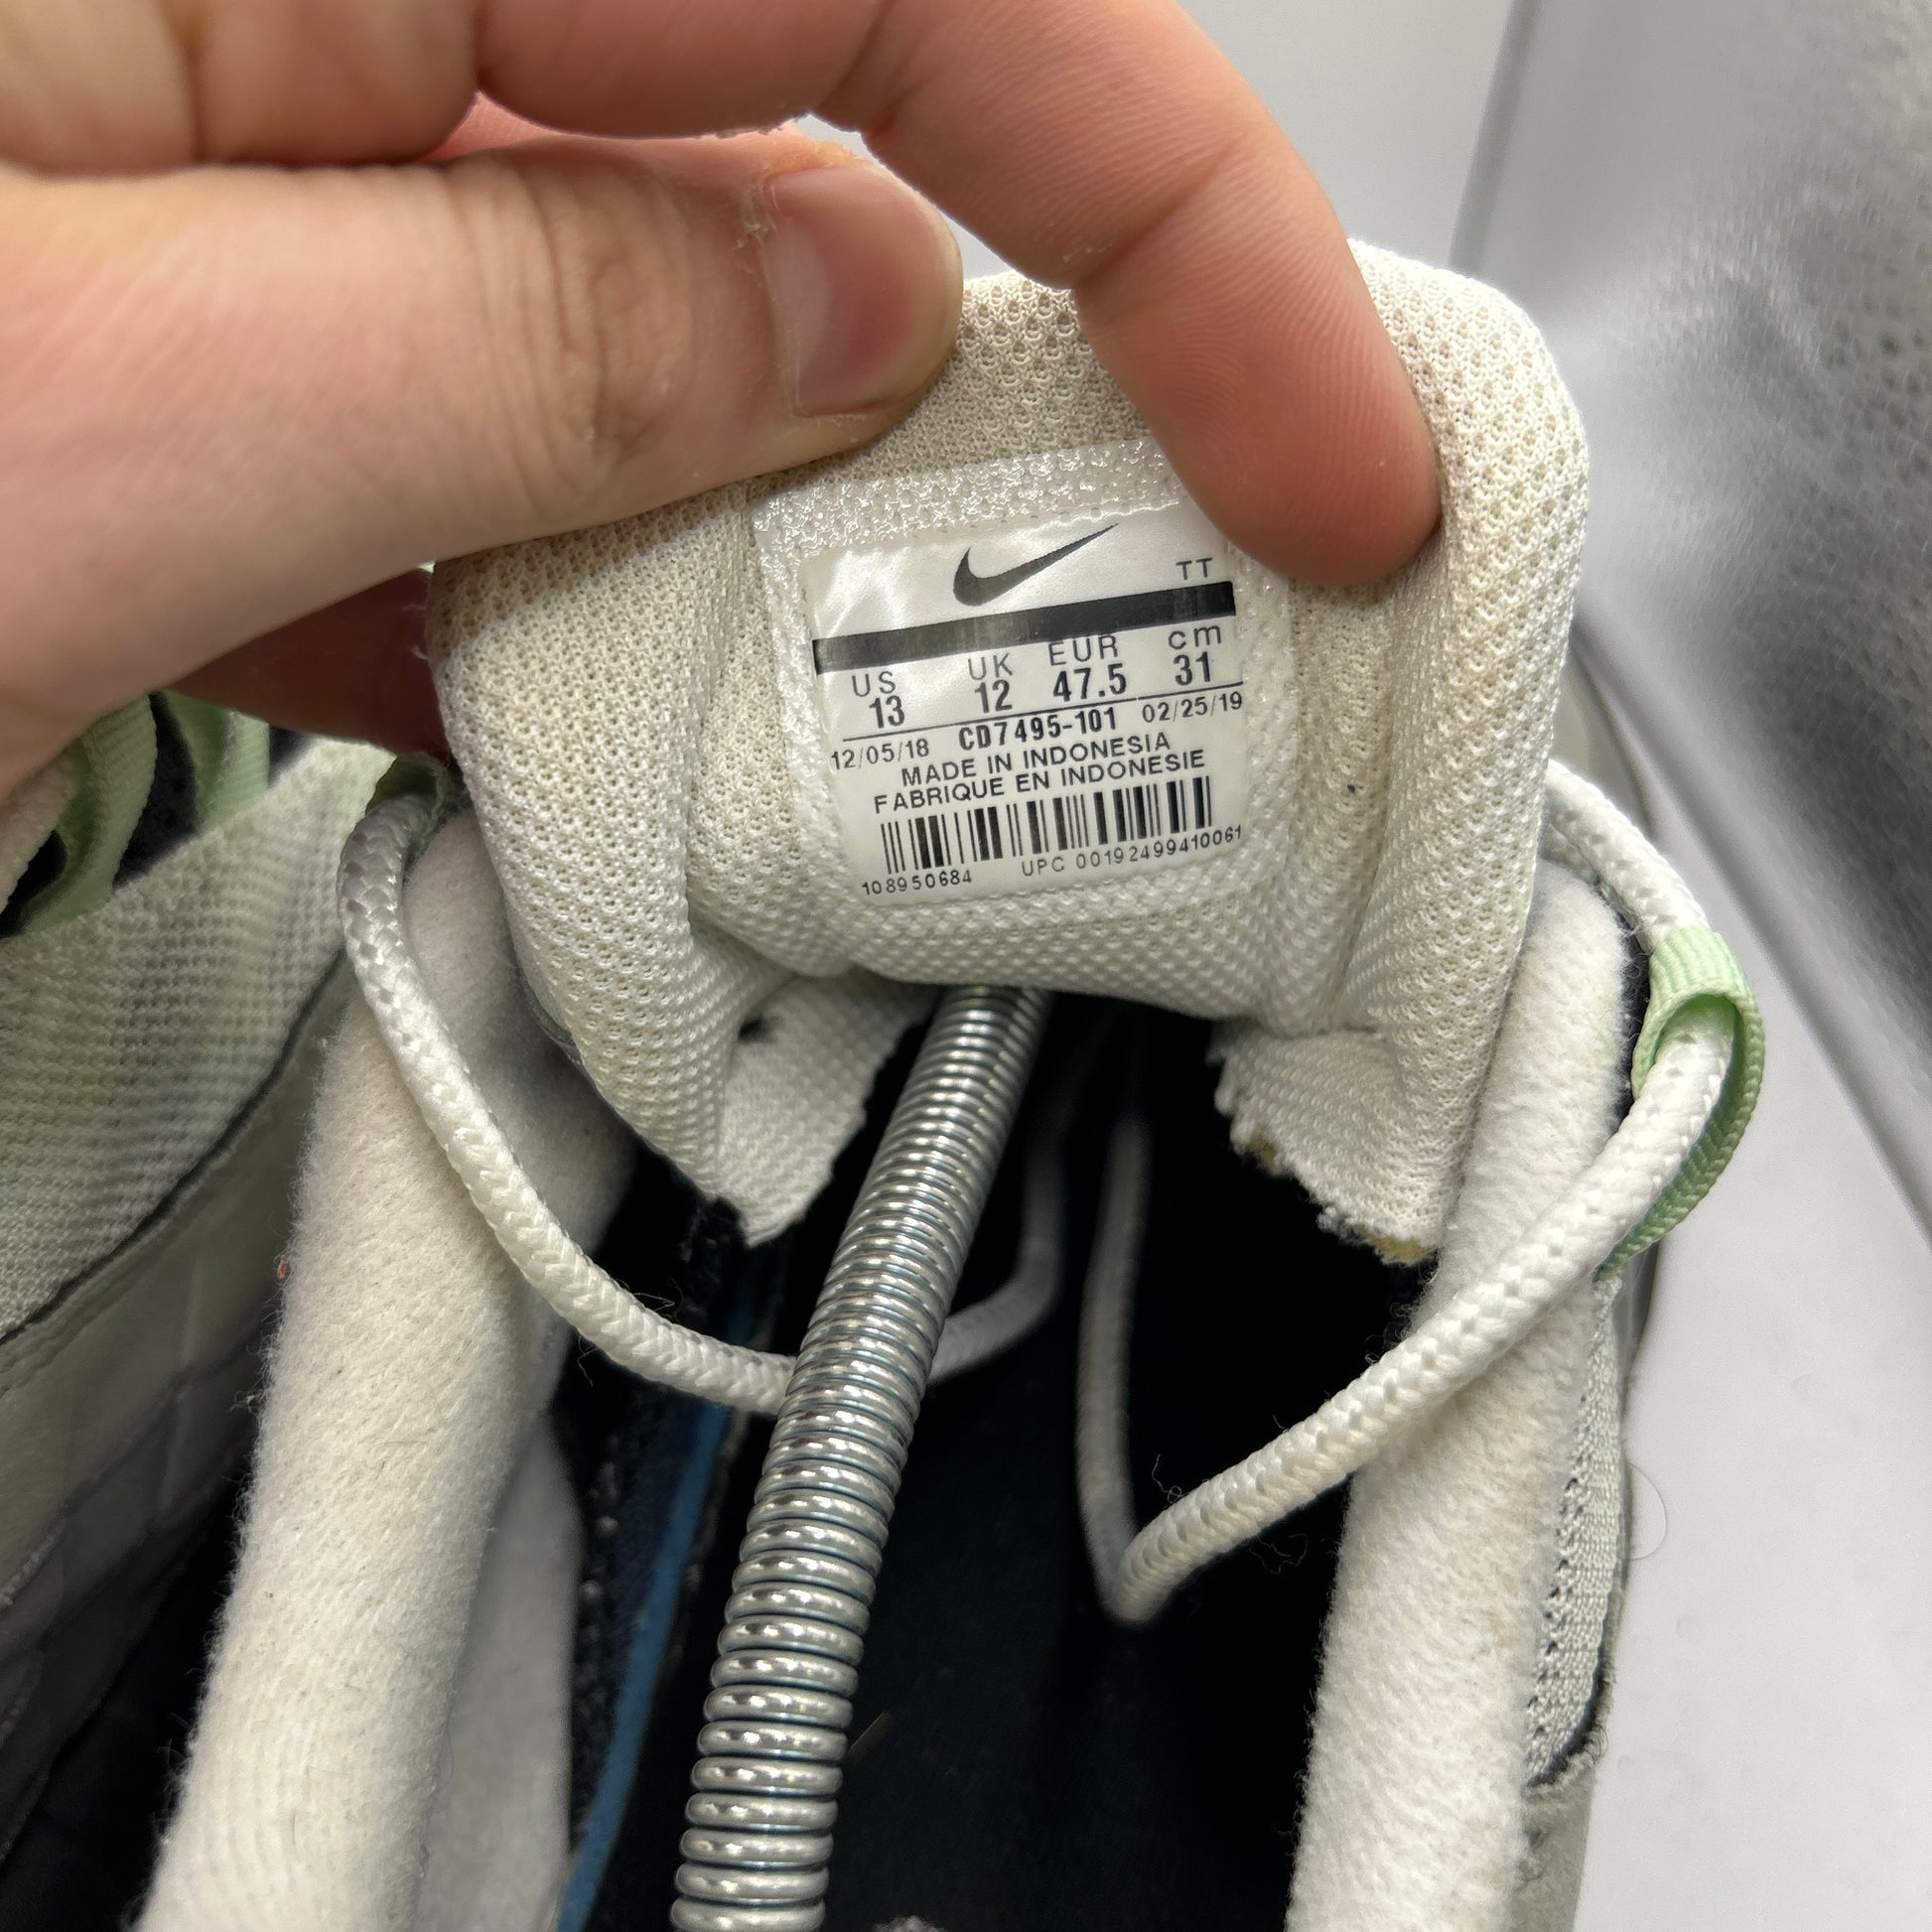 TT
US UK EUR cm
13 12 47.5 31
12/05/18 CD7495-101 02/25/19
MADE IN INDONESIA
FABRIQUE EN INDONESIE
108950684 UPC 00192499410061